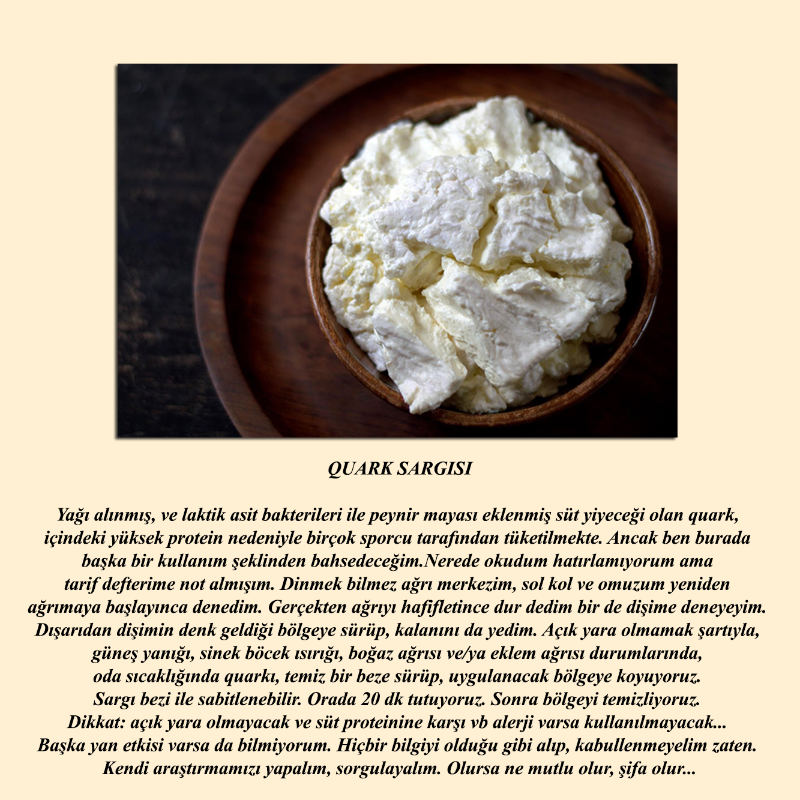 QUARK SARGISI
Yağı alınmış, ve laktik asit bakterileri ile peynir mayası eklenmiş süt yiyeceği olan quark,
içindeki yüksek protein nedeniyle birçok sporcu tarafından tüketilmekte. Ancak ben burada
başka bir kullanım şeklinden bahsedeceğim.Nerede okudum hatırlamıyorum ama
tarif defterime not almışım. Dinmek bilmez ağrı merkezim, sol kol ve omuzum yeniden
ağrımaya başlayınca denedim. Gerçekten ağrıyı hafifletince dur dedim bir de dişime deneyeyim.
Dışarıdan dişimin denk geldiği bölgeye sürüp, kalanını da yedim. Açık yara olmamak şartıyla,
güneş yanığı, sinek böcek ısırığı, boğaz ağrısı ve/ya eklem ağrısı durumlarında,
oda sıcaklığında quarkı, temiz bir beze sürüp, uygulanacak bölgeye koyuyoruz.
Sargı bezi ile sabitlenebilir. Orada 20 dk tutuyoruz. Sonra bölgeyi temizliyoruz.
Dikkat: açık yara olmayacak ve süt proteinine karşı vb alerji varsa kullanılmayacak...
Başka yan etkisi varsa da bilmiyorum. Hiçbir bilgiyi olduğu gibi alıp, kabullenmeyelim zaten.
Kendi araştırmamızı yapalım, sorgulayalım. Olursa ne mutlu olur, şifa olur...